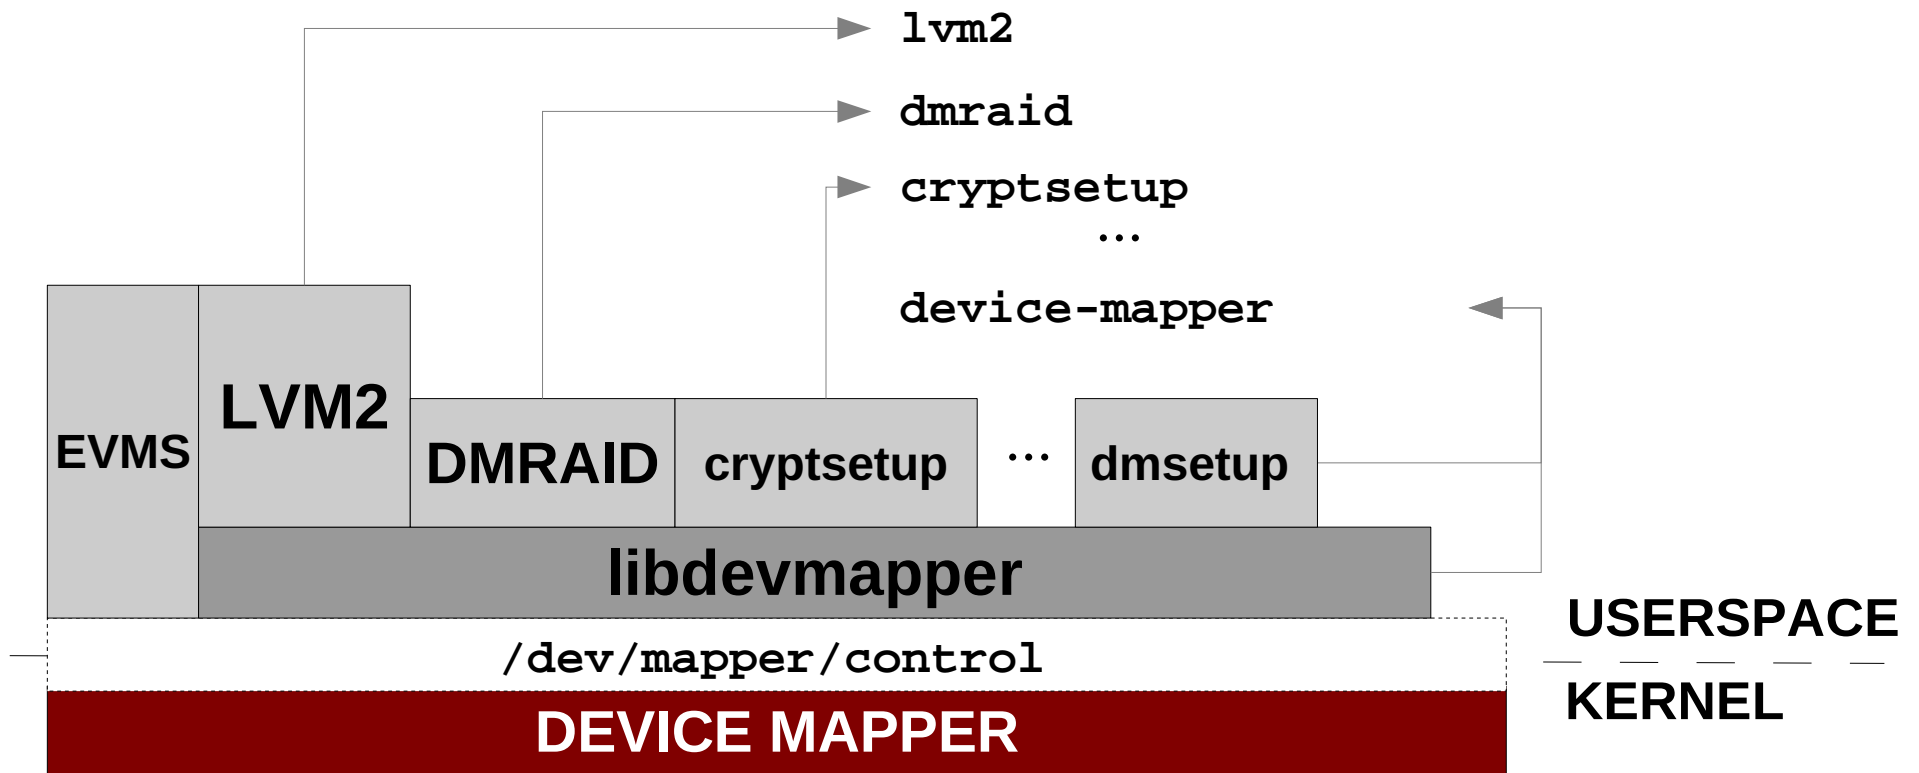 lvm2
dmraid
cryptsetup
...
device-mapper
EVMS
LVM2
DMRAID
cryptsetup
...
dmsetup
libdevmapper
USERSPACE
/dev/mapper/control
KERNEL
DEVICE MAPPER